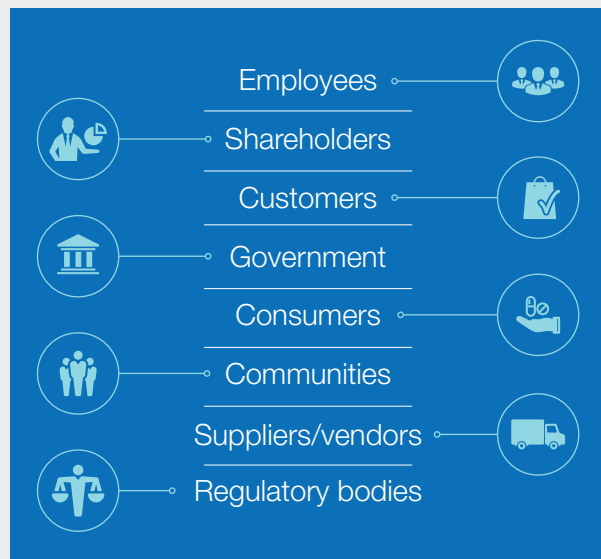 Employees
Shareholders
Customers
Government
Consumers
Communities
Suppliers/vendors
Regulatory bodies